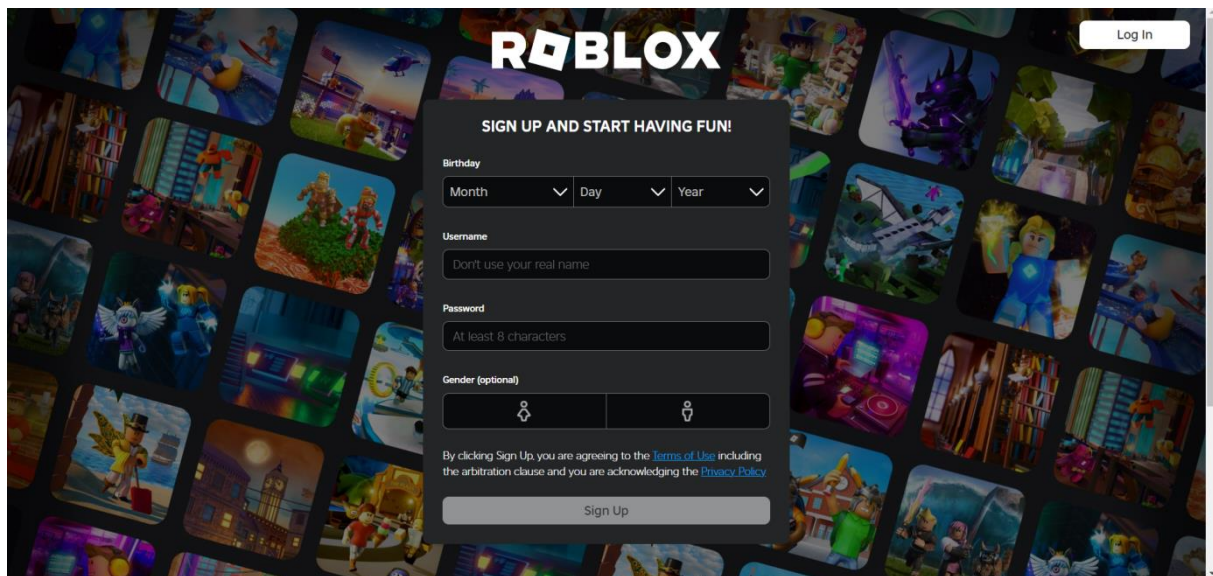 ROBLOX
Log In
SIGN UP AND START HAVING FUN!
Birthday
Month Day Year
Username
Don't use your real name
Password
At least 8 characters
Gender (optional)
By clicking Sign Up, you are agreeing to the Terms of Use including
the arbitration clause and you are acknowledging the Privacy Policy
Sign Up